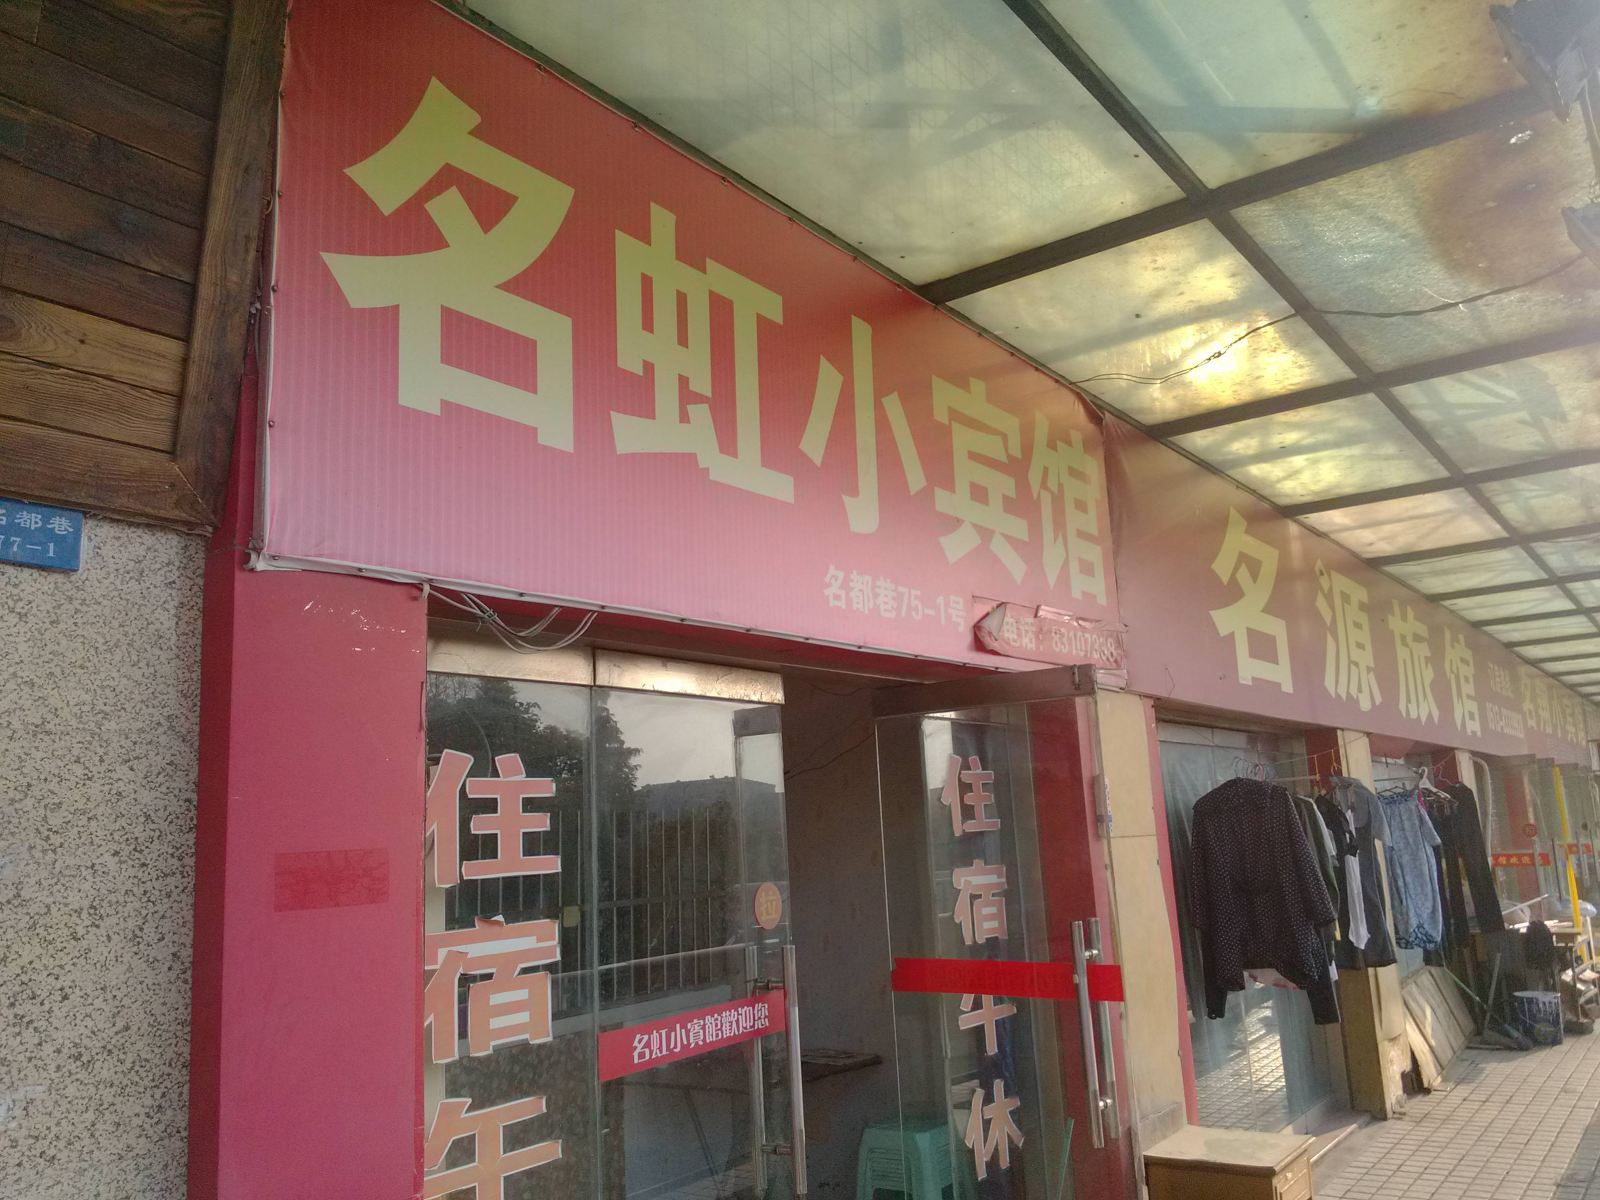 名虹小宾馆
名都巷75-1号
电话：83107338
名源旅馆
名都巷
77-1
住宿午
住宿午休
拉
名虹小賓館歡迎您